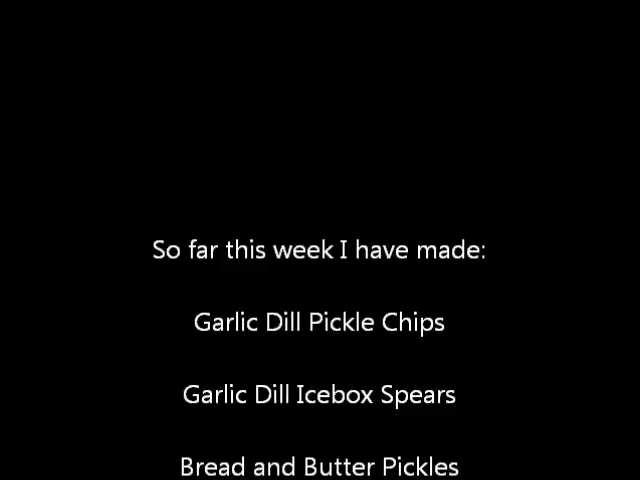 So far this week I have made:
Garlic Dill Pickle Chips
Garlic Dill Icebox Spears
Bread and Butter Pickles